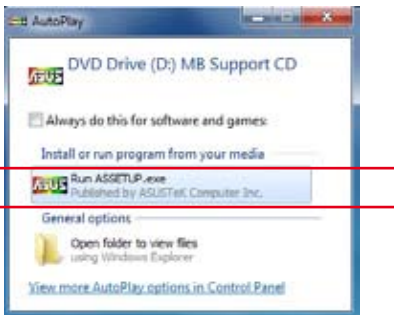 AutoPlay
DVD Drive (D:) MB Support CD
Always do this for software and games:
Install or run program from your media
ASUS Run ASSETUP.exe
Published by ASUSTeK Computer Inc.
General options
Open folder to view files
using Windows Explorer
View more AutoPlay options in Control Panel